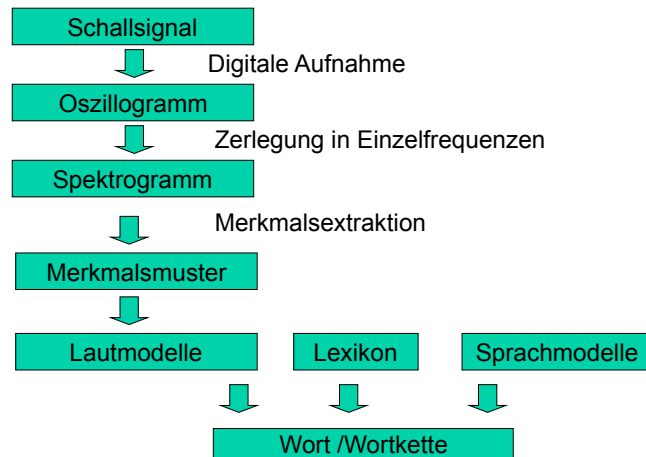 Schallsignal
Digitale Aufnahme
Oszillogramm
Zerlegung in Einzelfrequenzen
Spektrogramm
Merkmalsextraktion
Merkmalsmuster
Lautmodelle
Lexikon
Sprachmodelle
Wort /Wortkette